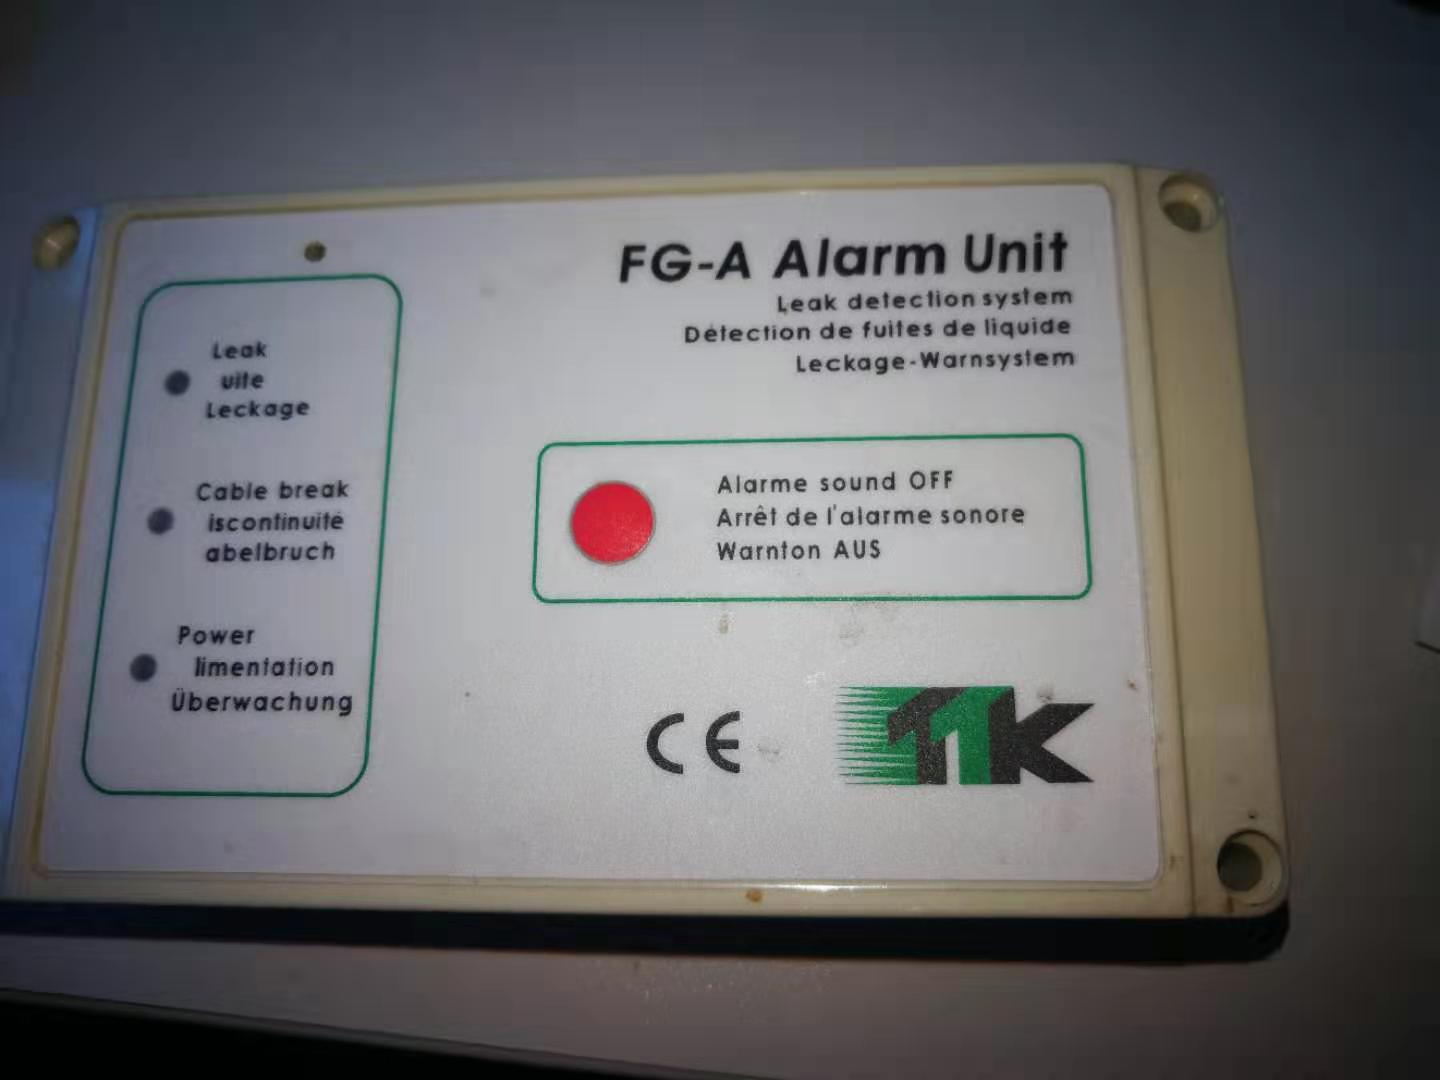 FG-A Alarm Unit
Leak detection system
Détection de fuites de liquide
Leckage-Warnsystem
Leak
uite
Leckage
Cable break
iscontinuité
abelbruch
Power
limentation
Überwachung
Alarme sound OFF
Arrêt de l'alarme sonore
Warnton AUS
CE
TTK